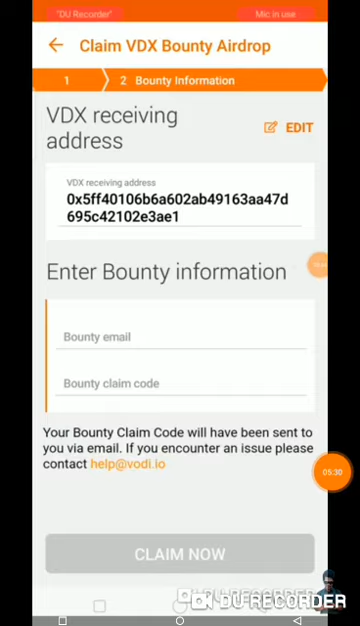 "DU Recorder"
Mic in use
Claim VDX Bounty Airdrop
1
2 Bounty Information
VDX receiving
address
EDIT
VDX receiving address
0x5ff40106b6a602ab49163aa47d
695c42102e3ae1
Enter Bounty information
Bounty email
Bounty claim code
Your Bounty Claim Code will have been sent to
you via email. If you encounter an issue please
contact help@vodi.io
05:30
CLAIM NOW
DU RECORDER
DU RECORDER